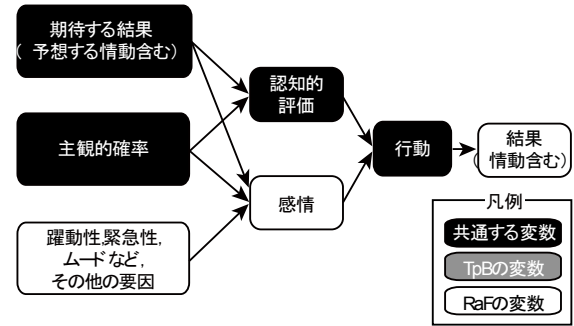 期待する結果
( 予想する情動含む)
主観的確率
躍動性,緊急性,
ムードなど,
その他の要因
認知的
評価
感情
行動
結果
( 情動含む)
凡例
共通する変数
TpBの変数
RaFの変数